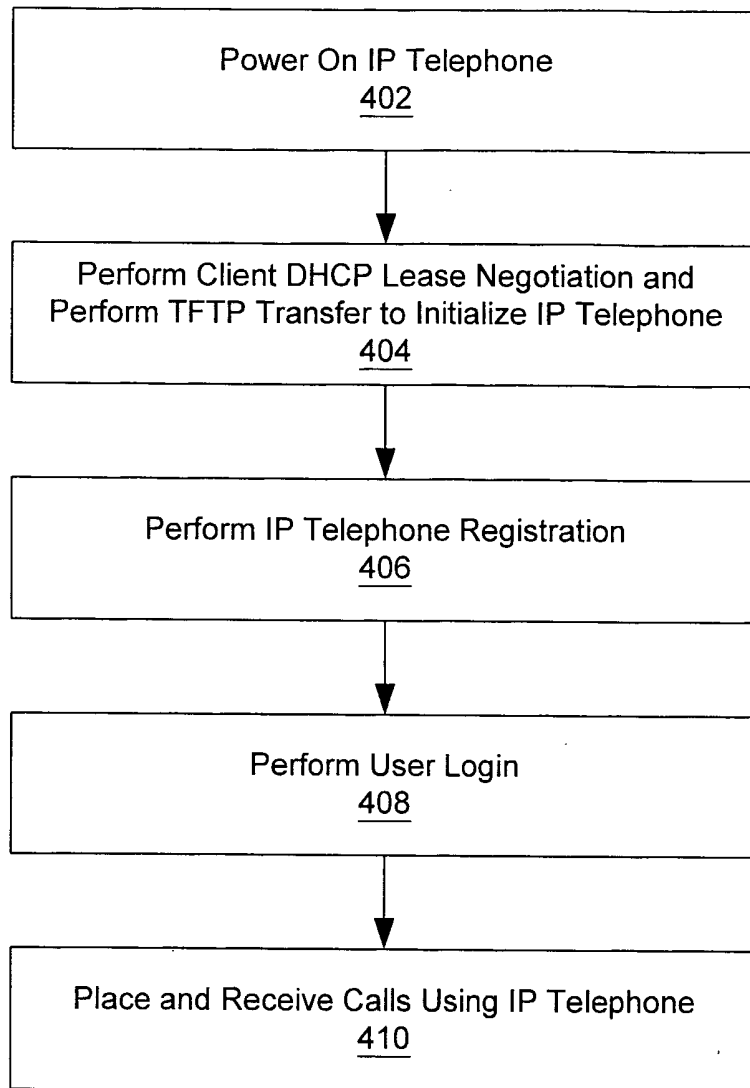 Power On IP Telephone
402
Perform Client DHCP Lease Negotiation and
Perform TFTP Transfer to Initialize IP Telephone
404
Perform IP Telephone Registration
406
Perform User Login
408
Place and Receive Calls Using IP Telephone
410